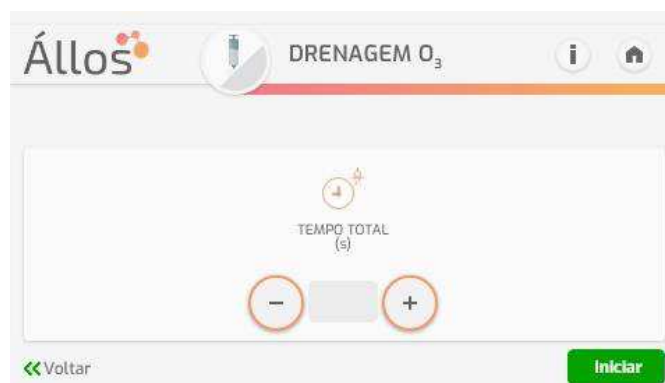 Állos
DRENAGEM O₃
i
TEMPO TOTAL
(s)
− +
<< Voltar
Iniciar